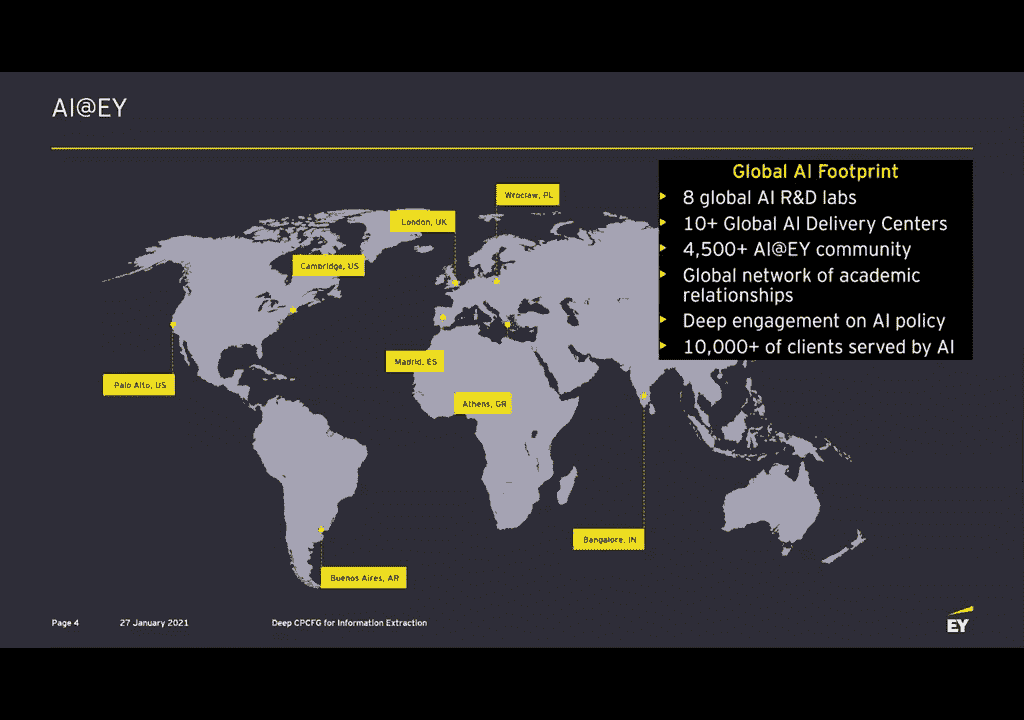 AI@EY
Global AI Footprint
8 global AI R&D labs
10+ Global AI Delivery Centers
4,500+ AI@EY community
Global network of academic
relationships
Deep engagement on AI policy
10,000+ of clients served by AI
Wrocław, PL
London, UK
Cambridge, US
Madrid, ES
Palo Alto, US
Athens, GR
Bangalore, IN
Buenos Aires, AR
Page 4 27 January 2021 Deep CPCFG for Information Extraction
EY